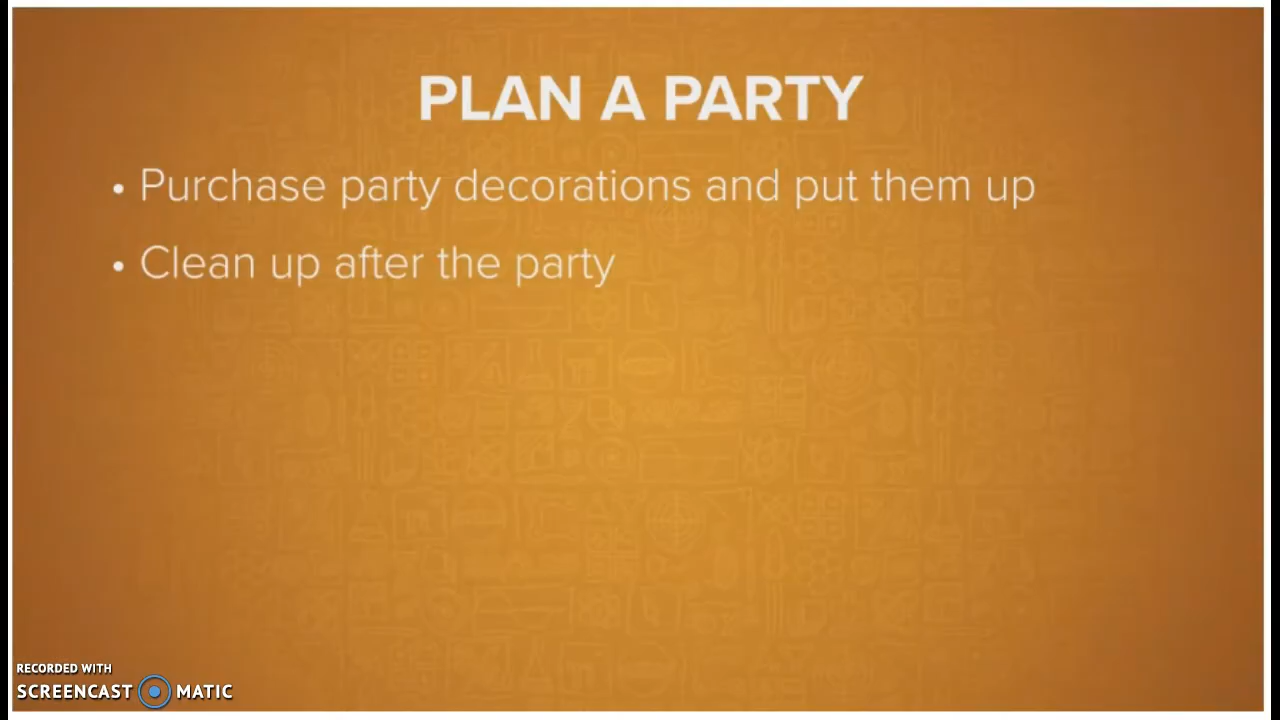 PLAN A PARTY
• Purchase party decorations and put them up
• Clean up after the party
RECORDED WITH
SCREENCAST MATIC